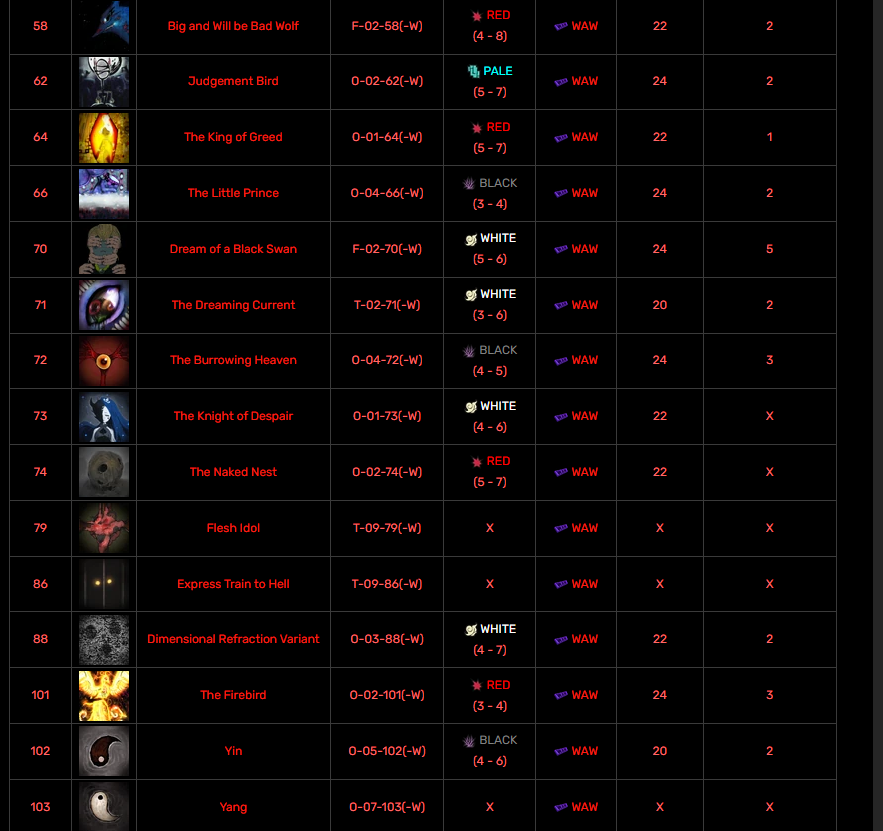 58 Big and Will be Bad Wolf F-02-58(-W) RED (4 - 8) WAW 22 2
62 Judgement Bird O-02-62(-W) PALE (5 - 7) WAW 24 2
64 The King of Greed O-01-64(-W) RED (5 - 7) WAW 22 1
66 The Little Prince O-04-66(-W) BLACK (3 - 4) WAW 24 2
70 Dream of a Black Swan F-02-70(-W) WHITE (5 - 6) WAW 24 5
71 The Dreaming Current T-02-71(-W) WHITE (3 - 6) WAW 20 2
72 The Burrowing Heaven O-04-72(-W) BLACK (4 - 5) WAW 24 3
73 The Knight of Despair O-01-73(-W) WHITE (4 - 6) WAW 22 X
74 The Naked Nest O-02-74(-W) RED (5 - 7) WAW 22 X
79 Flesh Idol T-09-79(-W) X WAW X X
86 Express Train to Hell T-09-86(-W) X WAW X X
88 Dimensional Refraction Variant O-03-88(-W) WHITE (4 - 7) WAW 22 2
101 The Firebird O-02-101(-W) RED (3 - 4) WAW 24 3
102 Yin O-05-102(-W) BLACK (4 - 6) WAW 20 2
103 Yang O-07-103(-W) X WAW X X